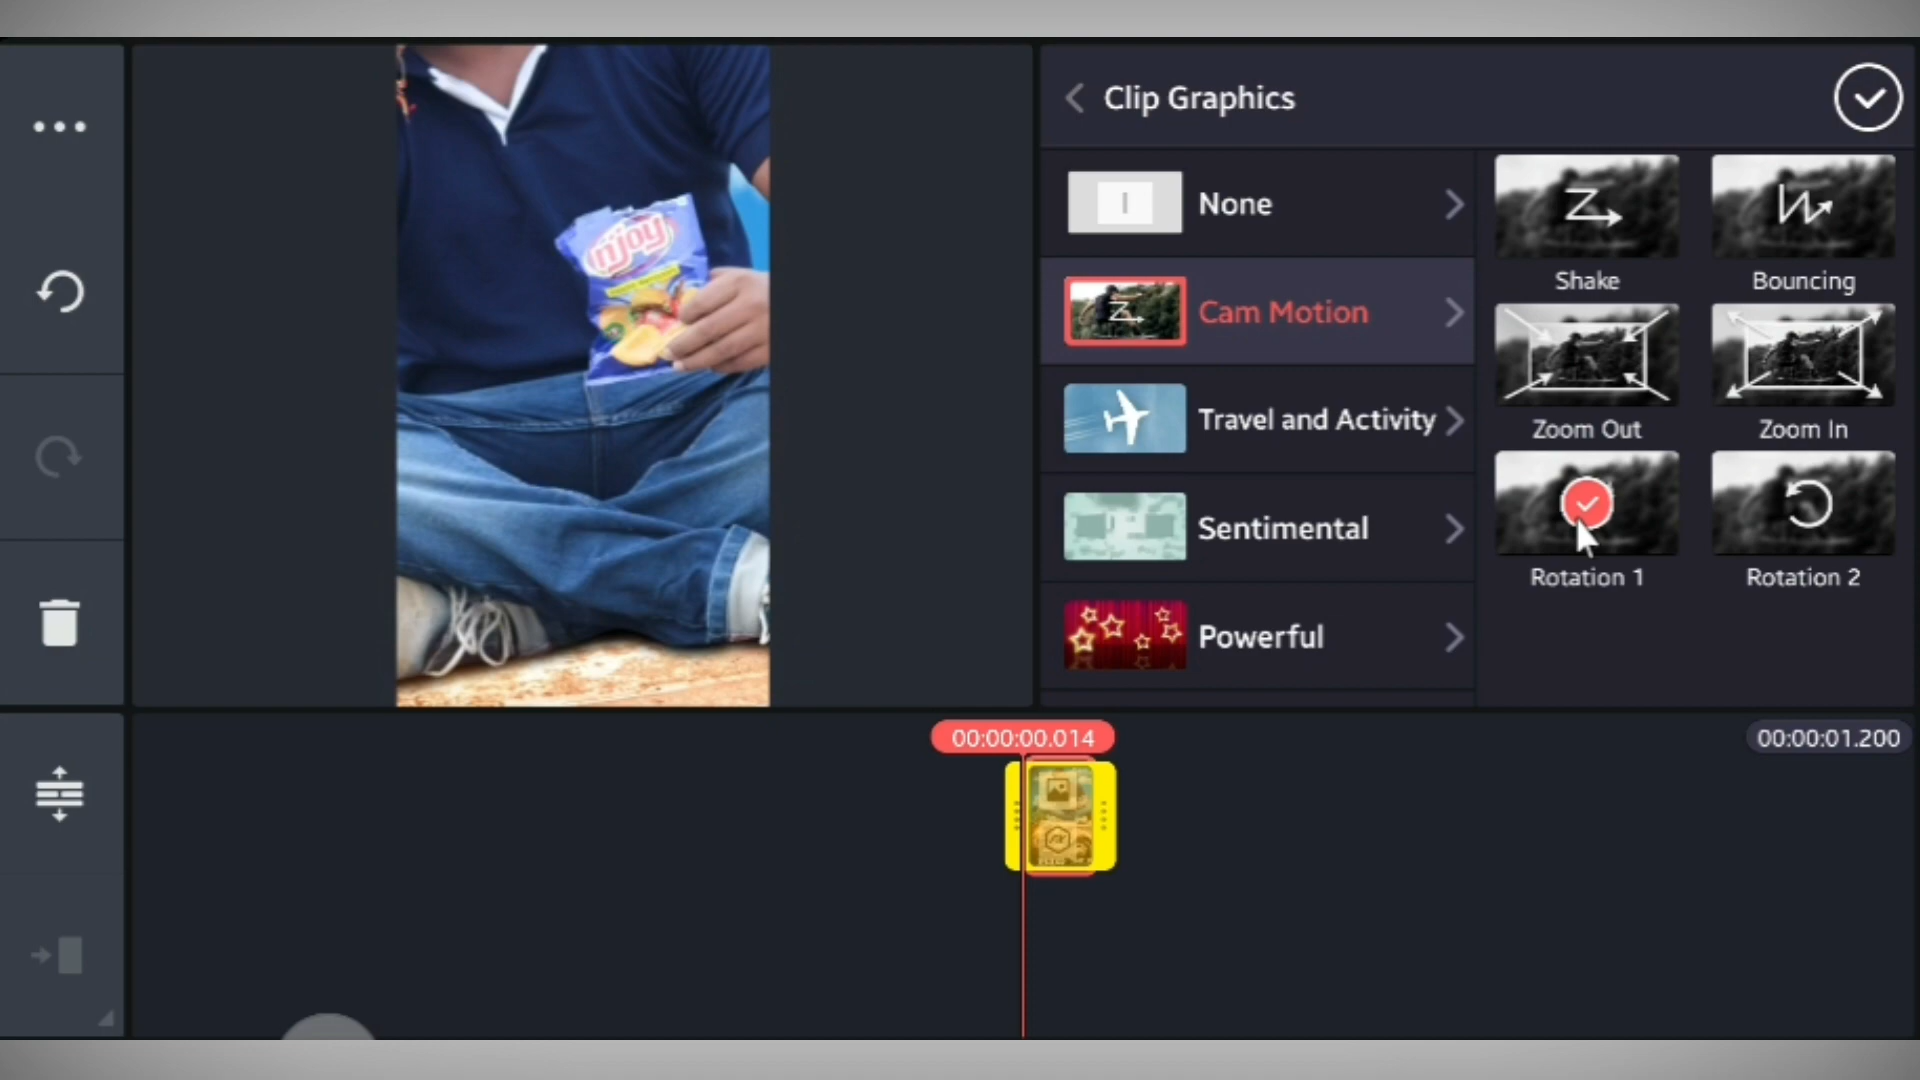 Clip Graphics
None
Cam Motion
Travel and Activity
Sentimental
Powerful
Shake
Bouncing
Zoom Out
Zoom In
Rotation 1
Rotation 2
njoy
00:00:00.014
00:00:01.200